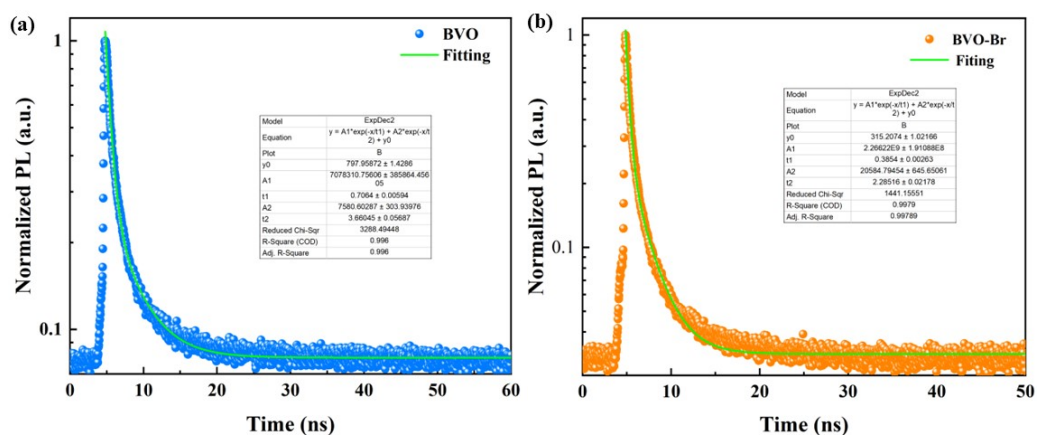 (a)
BVO
Fitting
Normalized PL (a.u.)
1
0.1
0 10 20 30 40 50 60
Time (ns)
Model ExpDec2
Equation y = A1*exp(-x/t1) + A2*exp(-x/t
2) + y0
Plot B
y0 797.95872 ± 1.4286
A1 7078310.75606 ± 385864.456
05
t1 0.7064 ± 0.00594
A2 7580.60287 ± 303.93976
t2 3.66045 ± 0.05687
Reduced Chi-Sqr 3288.49448
R-Square (COD) 0.996
Adj. R-Square 0.996
(b)
BVO-Br
Fiting
Normalized PL (a.u.)
1
0.1
0 10 20 30 40 50
Time (ns)
Model ExpDec2
Equation y = A1*exp(-x/t1) + A2*exp(-x/t
2) + y0
Plot B
y0 315.2074 ± 1.02166
A1 2.26622E9 ± 1.91088E8
t1 0.3854 ± 0.00263
A2 20584.79454 ± 645.65061
t2 2.28516 ± 0.02178
Reduced Chi-Sqr 1441.15551
R-Square (COD) 0.9979
Adj. R-Square 0.99789